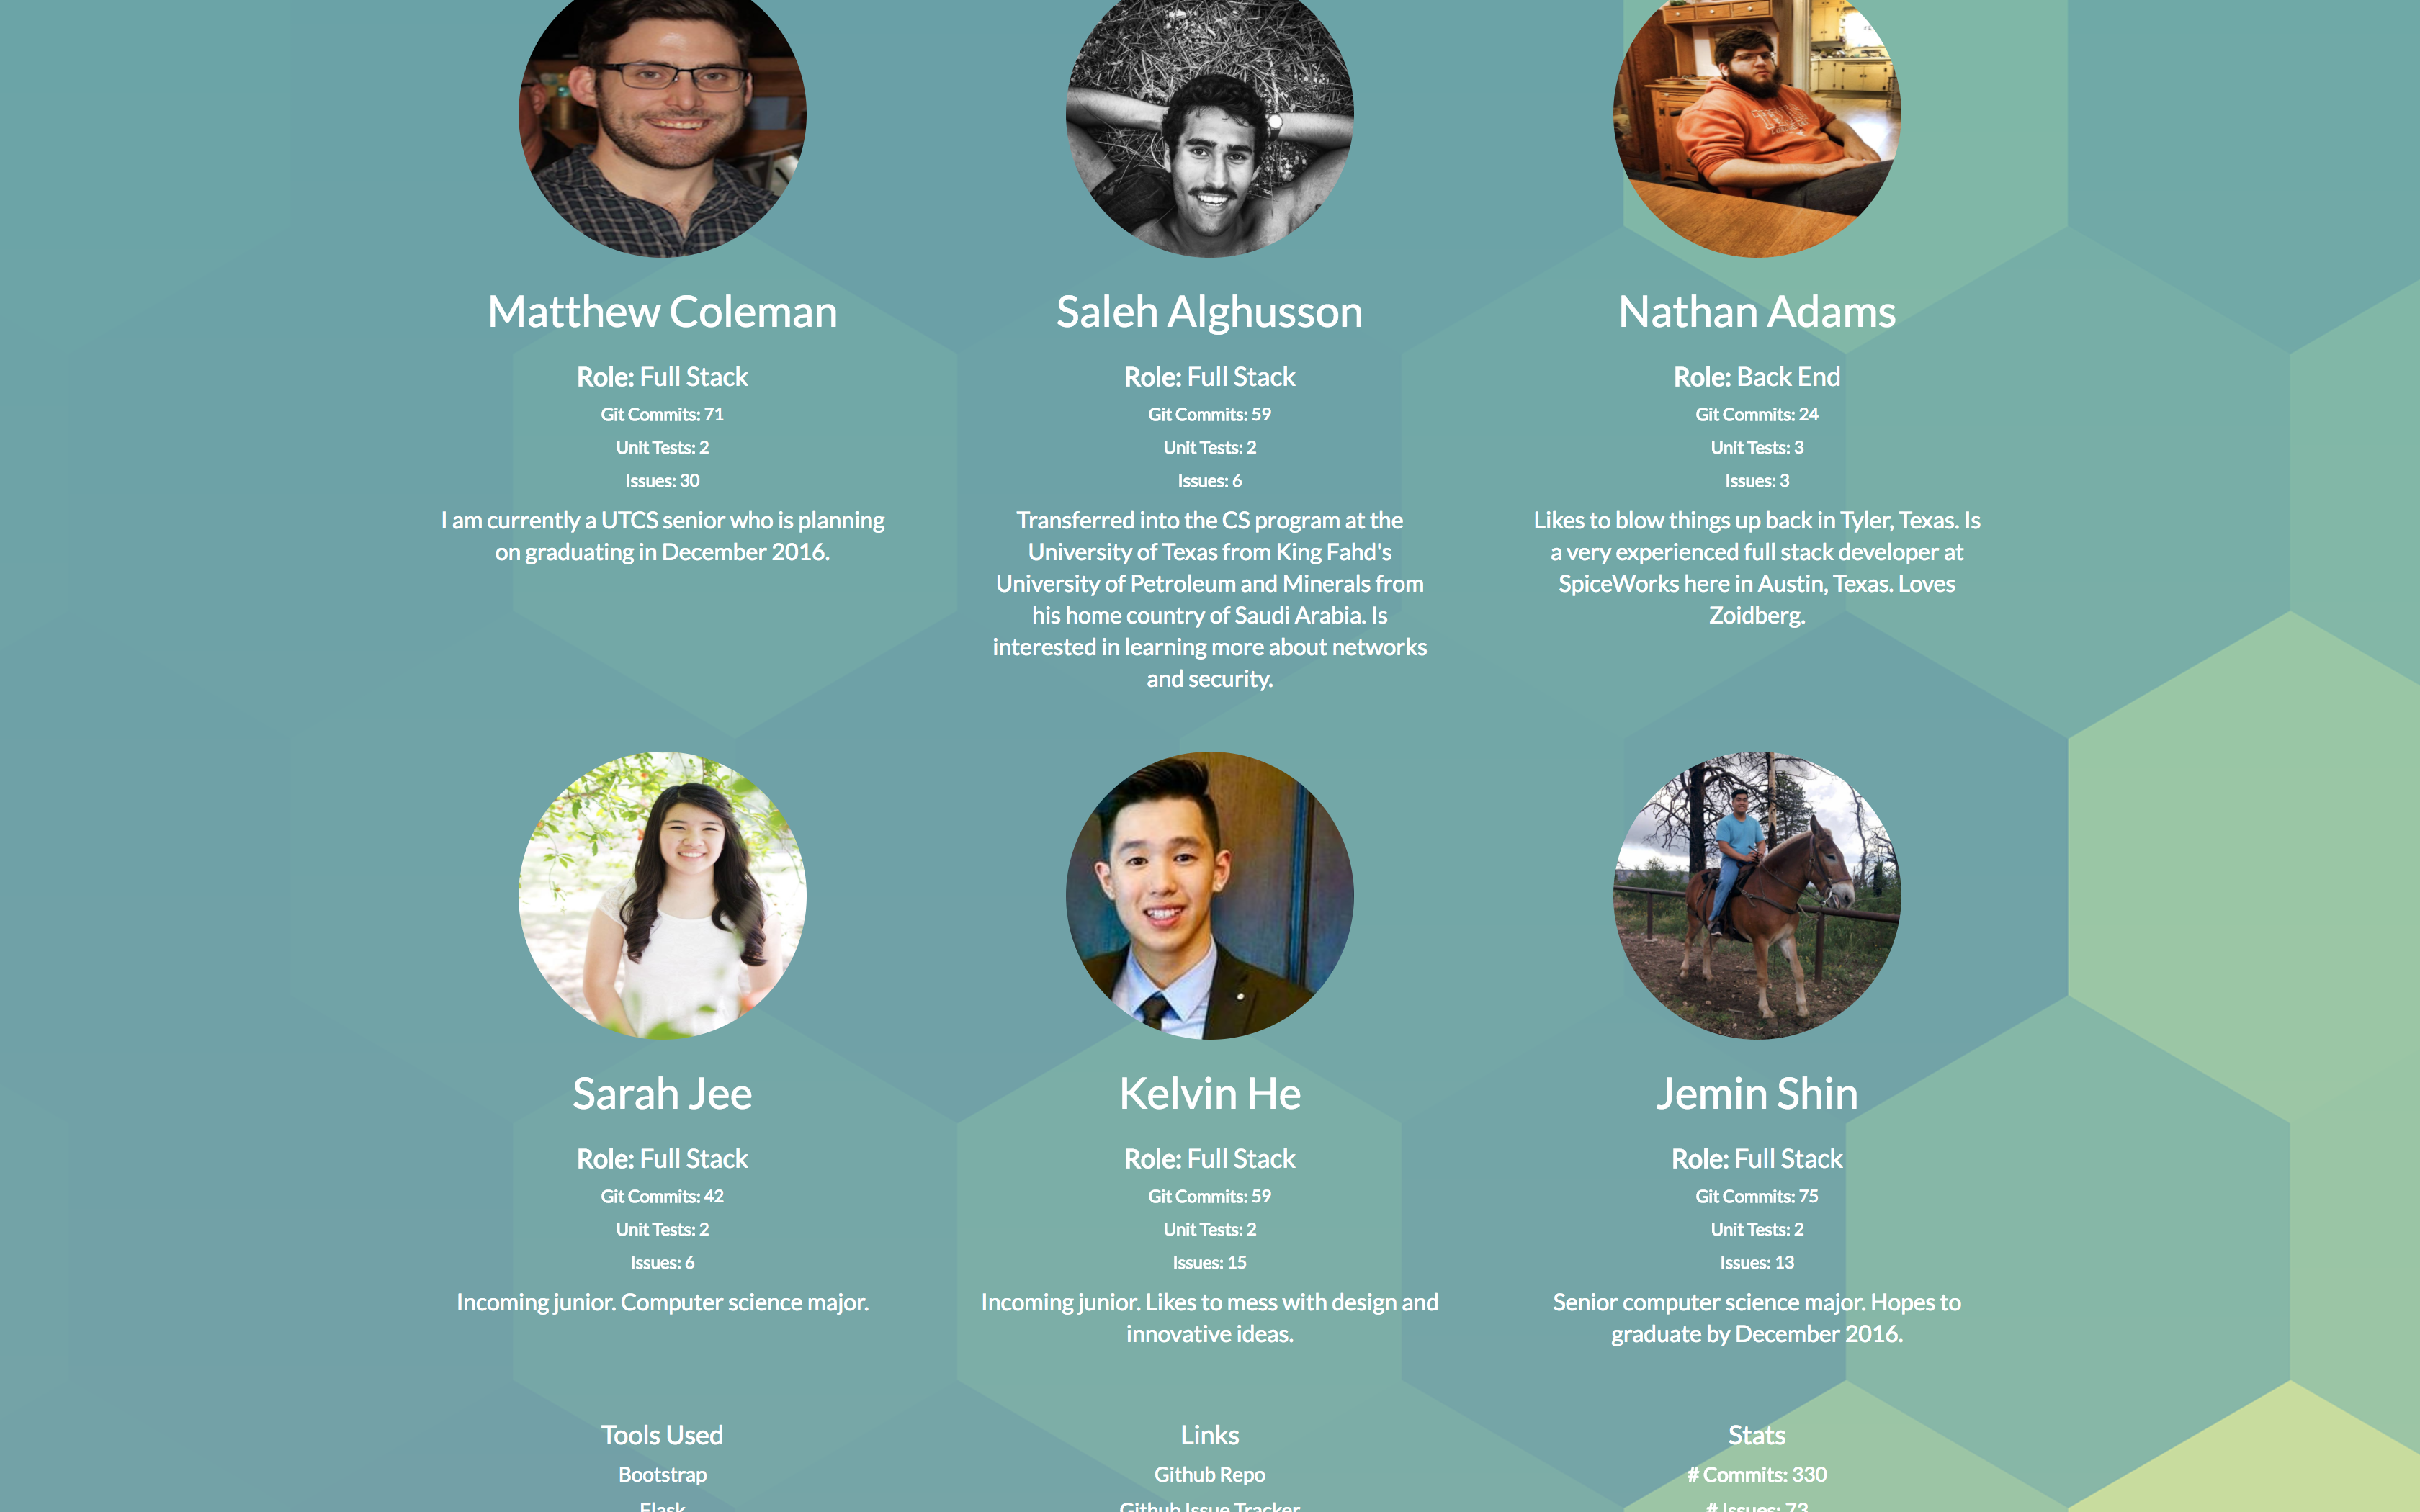 Matthew Coleman
Role: Full Stack
Git Commits: 71
Unit Tests: 2
Issues: 30
I am currently a UTCS senior who is planning
on graduating in December 2016.
Saleh Alghusson
Role: Full Stack
Git Commits: 59
Unit Tests: 2
Issues: 6
Transferred into the CS program at the
University of Texas from King Fahd's
University of Petroleum and Minerals from
his home country of Saudi Arabia. Is
interested in learning more about networks
and security.
Nathan Adams
Role: Back End
Git Commits: 24
Unit Tests: 3
Issues: 3
Likes to blow things up back in Tyler, Texas. Is
a very experienced full stack developer at
SpiceWorks here in Austin, Texas. Loves
Zoidberg.
Sarah Jee
Role: Full Stack
Git Commits: 42
Unit Tests: 2
Issues: 6
Incoming junior. Computer science major.
Kelvin He
Role: Full Stack
Git Commits: 59
Unit Tests: 2
Issues: 15
Incoming junior. Likes to mess with design and
innovative ideas.
Jemin Shin
Role: Full Stack
Git Commits: 75
Unit Tests: 2
Issues: 13
Senior computer science major. Hopes to
graduate by December 2016.
Tools Used
Bootstrap
Flask
Links
Github Repo
Github Issue Tracker
Stats
# Commits: 330
# Issues: 73